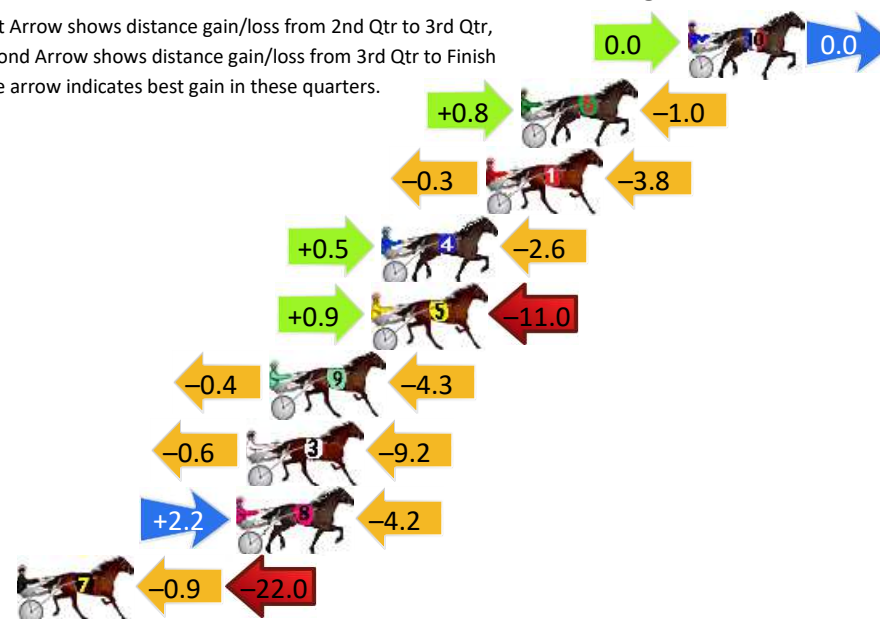 t Arrow shows distance gain/loss from 2nd Qtr to 3rd Qtr,
ond Arrow shows distance gain/loss from 3rd Qtr to Finish
e arrow indicates best gain in these quarters.
0.0 10 0.0
+0.8 6 –1.0
–0.3 1 –3.8
+0.5 4 –2.6
+0.9 5 –11.0
–0.4 9 –4.3
–0.6 3 –9.2
+2.2 8 –4.2
7 –0.9 –22.0